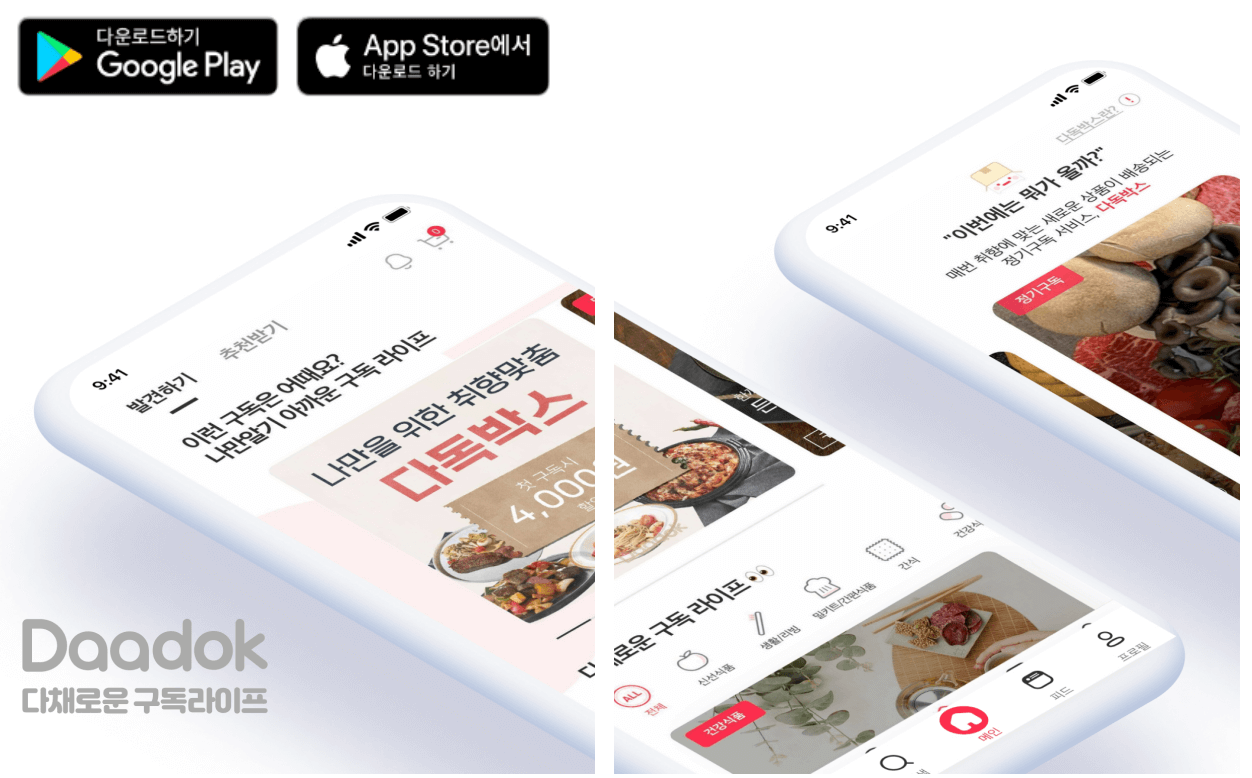 다운로드하기
Google Play
App Store에서
다운로드 하기
9:41
0
발견하기
추천받기
이런 구독은 어때요?
나만알기 아까운 구독 라이프
나만을 위한 취향맞춤
다독박스
첫 구독시
4,000원
Daadok
다채로운 구독라이프
구독 라이프
ALL
전체
신선식품
생활/리빙
밀키트/간편식품
간식
건강식
건강식품
메인
피드
프로필
9:41
다독박스란?
"이번에는 뭐가 올까?"
매번 취향에 맞는 새로운 상품이 배송되는
정기구독 서비스, 다독박스
정기구독